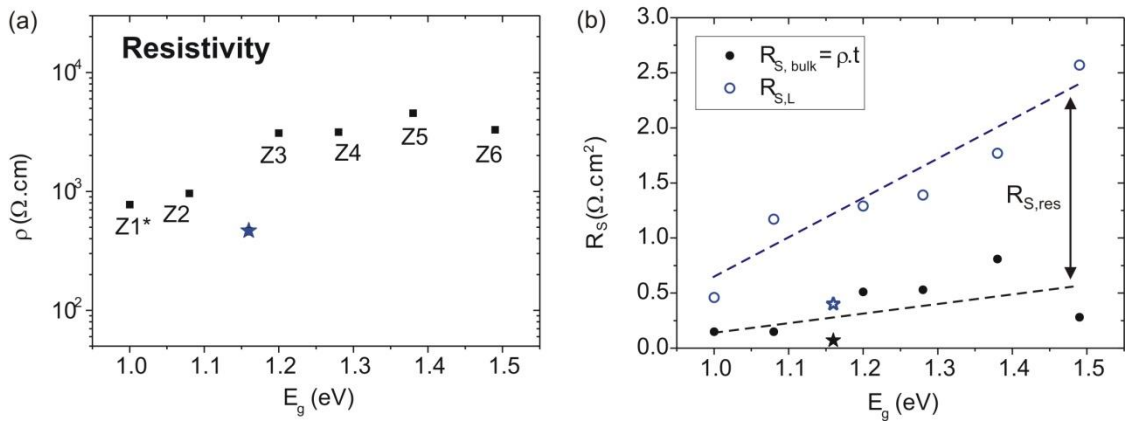 (a)
Resistivity
10⁴
10³
10²
ρ (Ω.cm)
Z1*
Z2
Z3
Z4
Z5
Z6
1.0 1.1 1.2 1.3 1.4 1.5
E_g (eV)
(b)
3.0
2.5
2.0
1.5
1.0
0.5
0.0
R_S(Ω.cm²)
R_S, bulk = ρ.t
R_S,L
R_S,res
1.0 1.1 1.2 1.3 1.4 1.5
E_g (eV)